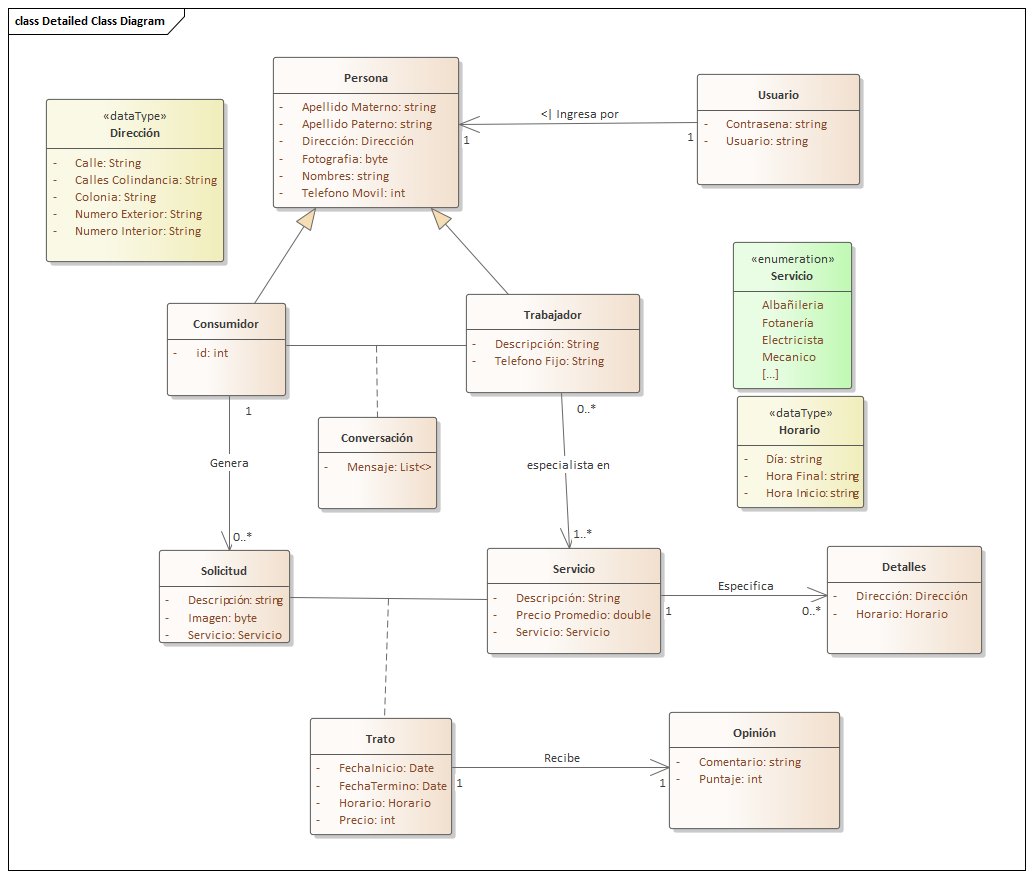 class Detailed Class Diagram
Persona
- Apellido Materno: string
- Apellido Paterno: string
- Dirección: Dirección
- Fotografia: byte
- Nombres: string
- Telefono Movil: int
<| Ingresa por
1
1
Usuario
- Contrasena: string
- Usuario: string
«dataType»
Dirección
- Calle: String
- Calles Colindancia: String
- Colonia: String
- Numero Exterior: String
- Numero Interior: String
«enumeration»
Servicio
Albañileria
Fotanería
Electricista
Mecanico
[...]
Consumidor
- id: int
Trabajador
- Descripción: String
- Telefono Fijo: String
«dataType»
Horario
- Día: string
- Hora Final: string
- Hora Inicio: string
1
0..*
Conversación
- Mensaje: List<>
Genera
especialista en
0..*
1..*
Solicitud
- Descripción: string
- Imagen: byte
- Servicio: Servicio
Servicio
- Descripción: String
- Precio Promedio: double
- Servicio: Servicio
Especifica
1
0..*
Detalles
- Dirección: Dirección
- Horario: Horario
Trato
- FechaInicio: Date
- FechaTermino: Date
- Horario: Horario
- Precio: int
Recibe
1
1
Opinión
- Comentario: string
- Puntaje: int